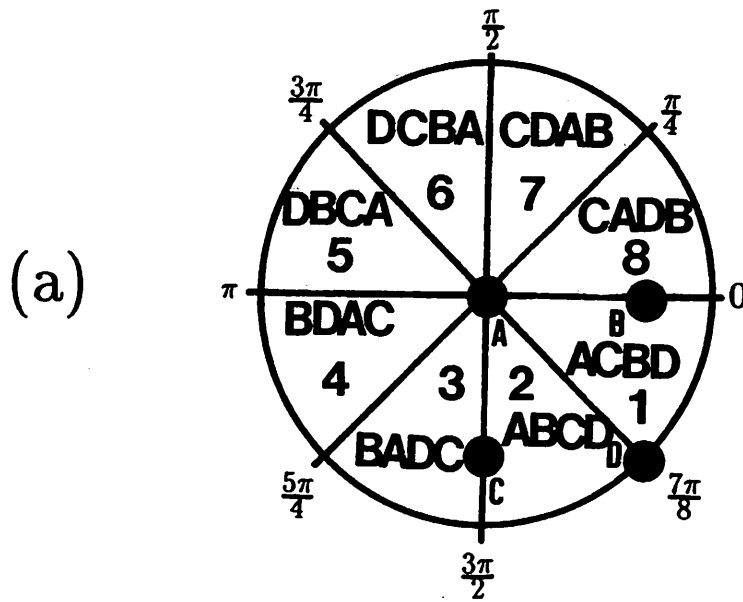 π/2
3π/4
π/4
DCBA CDAB
6 7
DBCA CADB
5 8
(a)
π 0
A B
BDAC ACBD
4 3 2 1
BADC ABCD D
C
5π/4 7π/8
3π/2